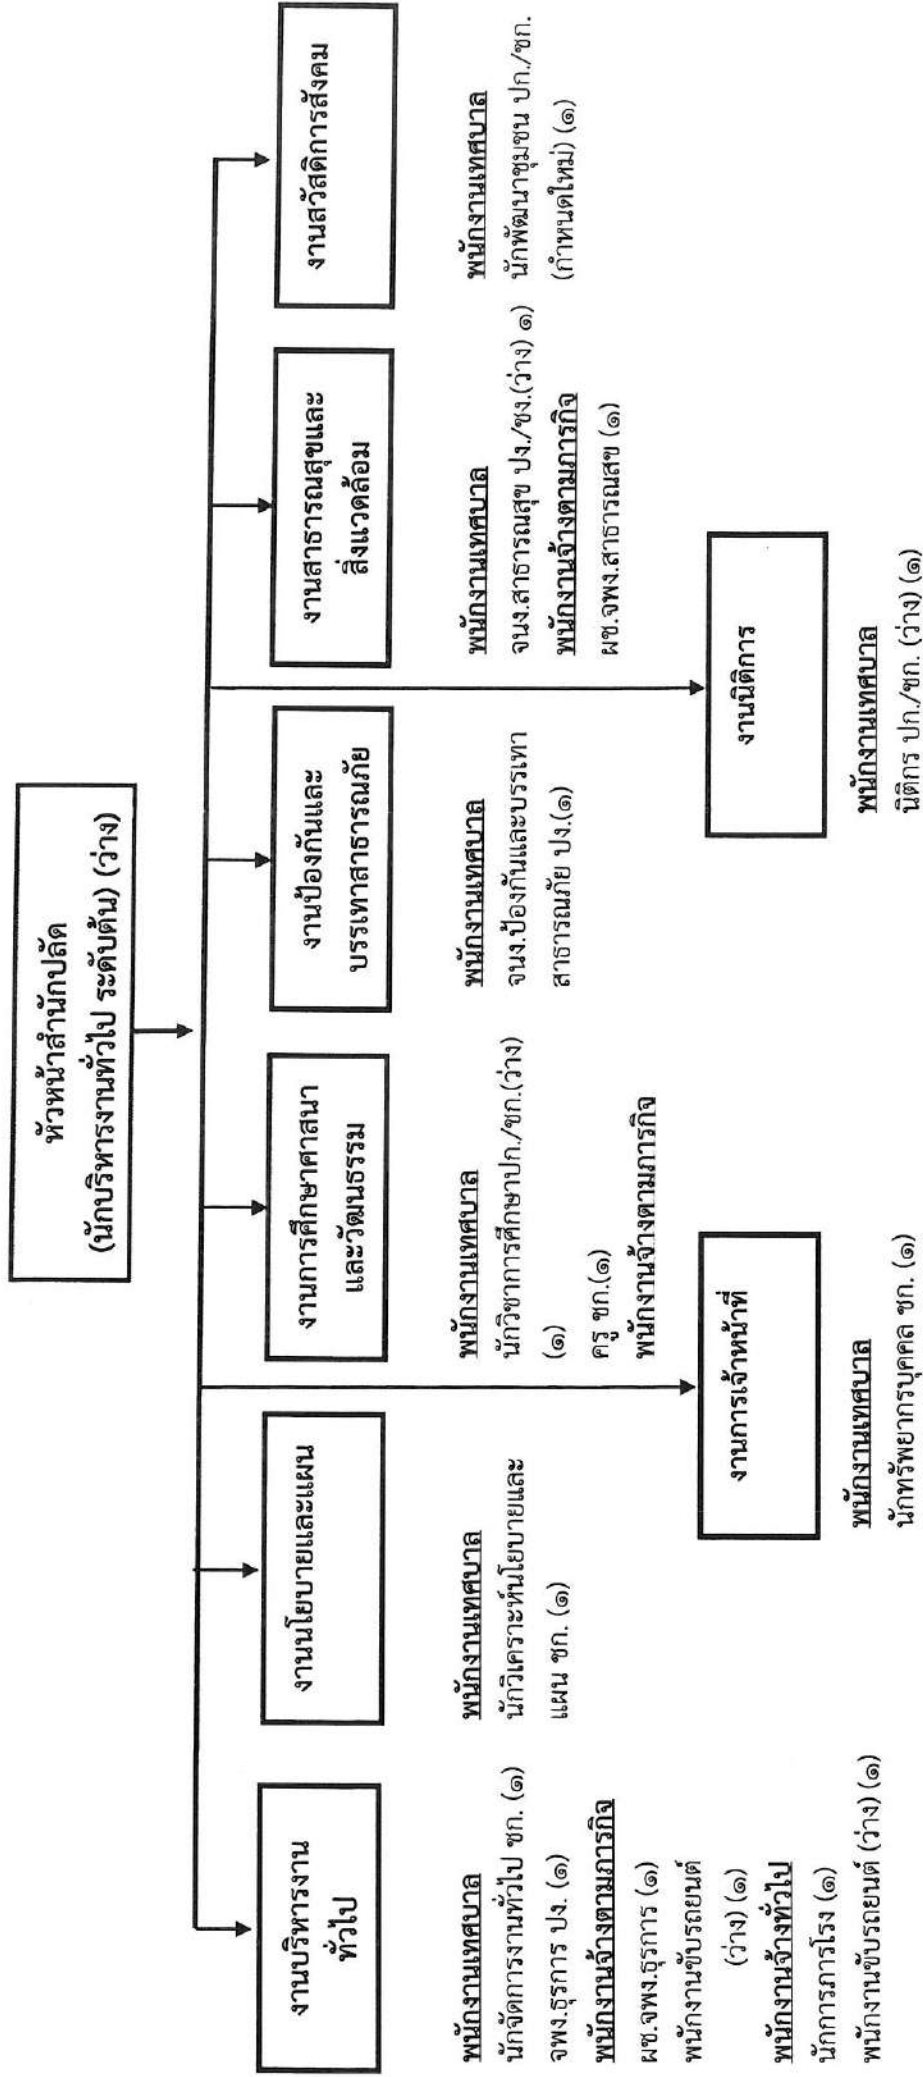 หัวหน้าสำนักปลัด
(นักบริหารงานทั่วไป ระดับต้น) (ว่าง)
งานบริหารงาน
ทั่วไป
พนักงานเทศบาล
นักจัดการงานทั่วไป ชก. (๑)
จพง.ธุรการ ปง. (๑)
พนักงานจ้างตามภารกิจ
ผช.จพง.ธุรการ (๑)
พนักงานขับรถยนต์
(ว่าง) (๑)
พนักงานจ้างทั่วไป
นักการภารโรง (๑)
พนักงานขับรถยนต์ (ว่าง) (๑)
งานนโยบายและแผน
พนักงานเทศบาล
นักวิเคราะห์นโยบายและ
แผน ชก. (๑)
งานการศึกษาศาสนา
และวัฒนธรรม
พนักงานเทศบาล
นักวิชาการศึกษาปก./ชก.(ว่าง)
(๑)
ครู ชก.(๑)
พนักงานจ้างตามภารกิจ
งานป้องกันและ
บรรเทาสาธารณภัย
พนักงานเทศบาล
จนง.ป้องกันและบรรเทา
สาธารณภัย ปง.(๑)
งานสาธารณสุขและ
สิ่งแวดล้อม
พนักงานเทศบาล
จนง.สาธารณสุข ปง./ชง.(ว่าง) ๑)
พนักงานจ้างตามภารกิจ
ผช.จพง.สาธารณสข (๑)
งานสวัสดิการสังคม
พนักงานเทศบาล
นักพัฒนาชุมชน ปก./ชก.
(กำหนดใหม่) (๑)
งานการเจ้าหน้าที่
พนักงานเทศบาล
นักทรัพยากรบุคคล ชก. (๑)
งานนิติการ
พนักงานเทศบาล
นิติกร ปก./ชก. (ว่าง) (๑)